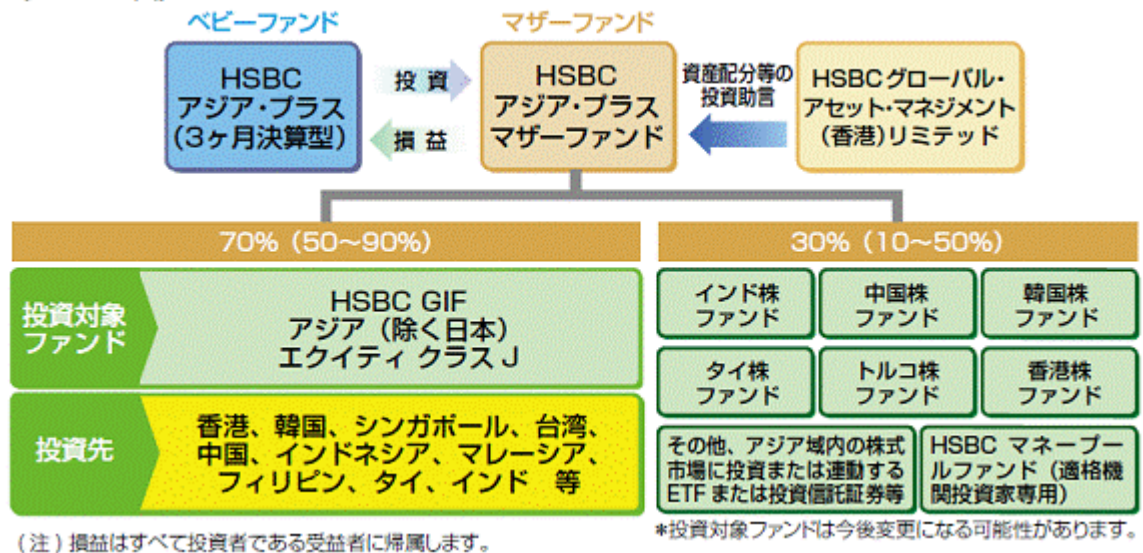 ベビーファンド
マザーファンド
HSBC
アジア・プラス
(3ヶ月決算型)
投資
損益
HSBC
アジア・プラス
マザーファンド
資産配分等の
投資助言
HSBCグローバル・
アセット・マネジメント
(香港)リミテッド
70%(50〜90%)
30%(10〜50%)
投資対象
ファンド
HSBC GIF
アジア(除く日本)
エクイティ クラス J
投資先
香港、韓国、シンガポール、台湾、
中国、インドネシア、マレーシア、
フィリピン、タイ、インド 等
インド株
ファンド
中国株
ファンド
韓国株
ファンド
タイ株
ファンド
トルコ株
ファンド
香港株
ファンド
その他、アジア域内の株式
市場に投資または連動する
ETFまたは投資信託証券等
HSBC マネープー
ルファンド(適格機
関投資家専用)
(注)損益はすべて投資者である受益者に帰属します。
*投資対象ファンドは今後変更になる可能性があります。